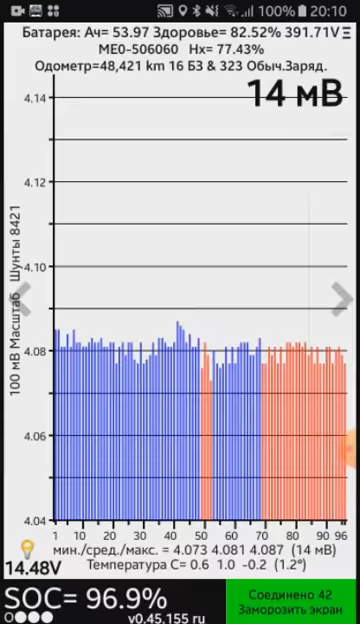 100% 20:10
Батарея: Ач= 53.97 Здоровье= 82.52% 391.71V
ME0-506060 Hx= 77.43%
Одометр=48,421 km 16 БЗ & 323 Обыч.Заряд.
14 мВ
4.14
4.12
4.10
4.08
4.06
4.04
100 мВ Масштаб Шунты 8421
1 10 20 30 40 50 60 70 80 90 96
мин./сред./макс. = 4.073 4.081 4.087 (14 мВ)
Температура C= 0.6 1.0 -0.2 (1.2°)
14.48V
SOC= 96.9%
v0.45.155 ru
Соединено 42
Заморозить экран